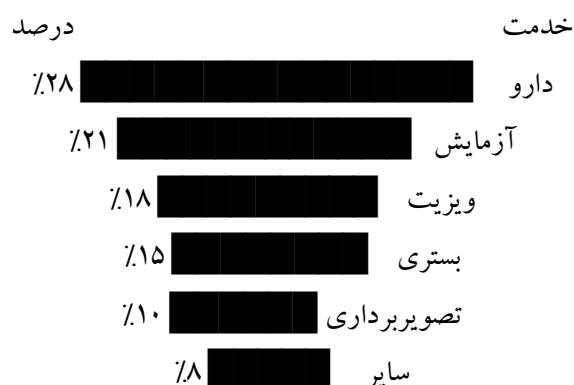 خدمت درصد
دارو ٪۲۸
آزمایش ٪۲۱
ویزیت ٪۱۸
بستری ٪۱۵
تصویربرداری ٪۱۰
سایر ٪۸